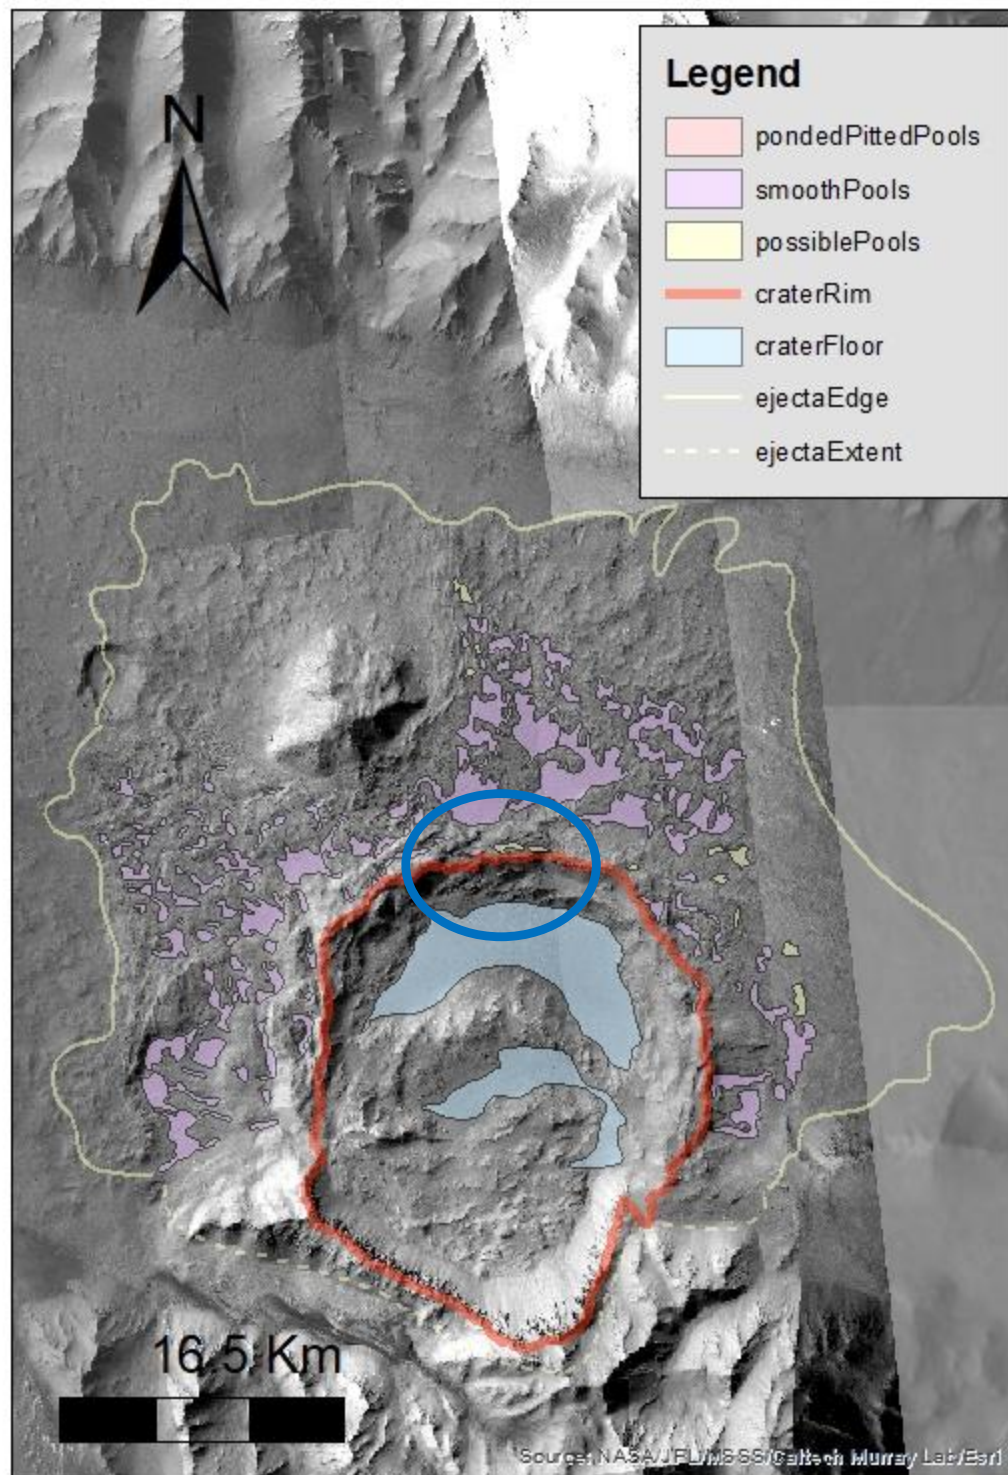 N
Legend
pondedPittedPools
smoothPools
possiblePools
craterRim
craterFloor
ejectaEdge
ejectaExtent
16.5 Km
Source: NASA/JPL/MSSS/Caltech Murray Lab/Esri